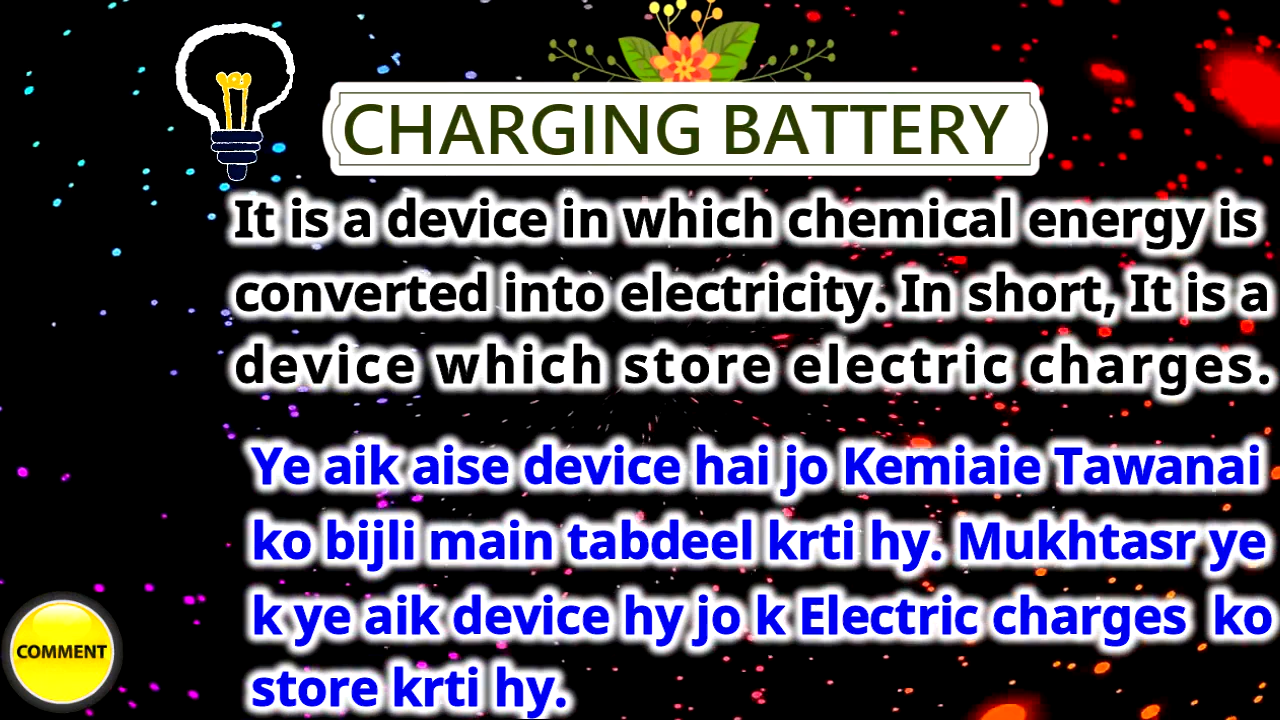 CHARGING BATTERY
It is a device in which chemical energy is
converted into electricity. In short, It is a
device which store electric charges.
Ye aik aise device hai jo Kemiaie Tawanai
ko bijli main tabdeel krti hy. Mukhtasr ye
k ye aik device hy jo k Electric charges ko
store krti hy.
COMMENT